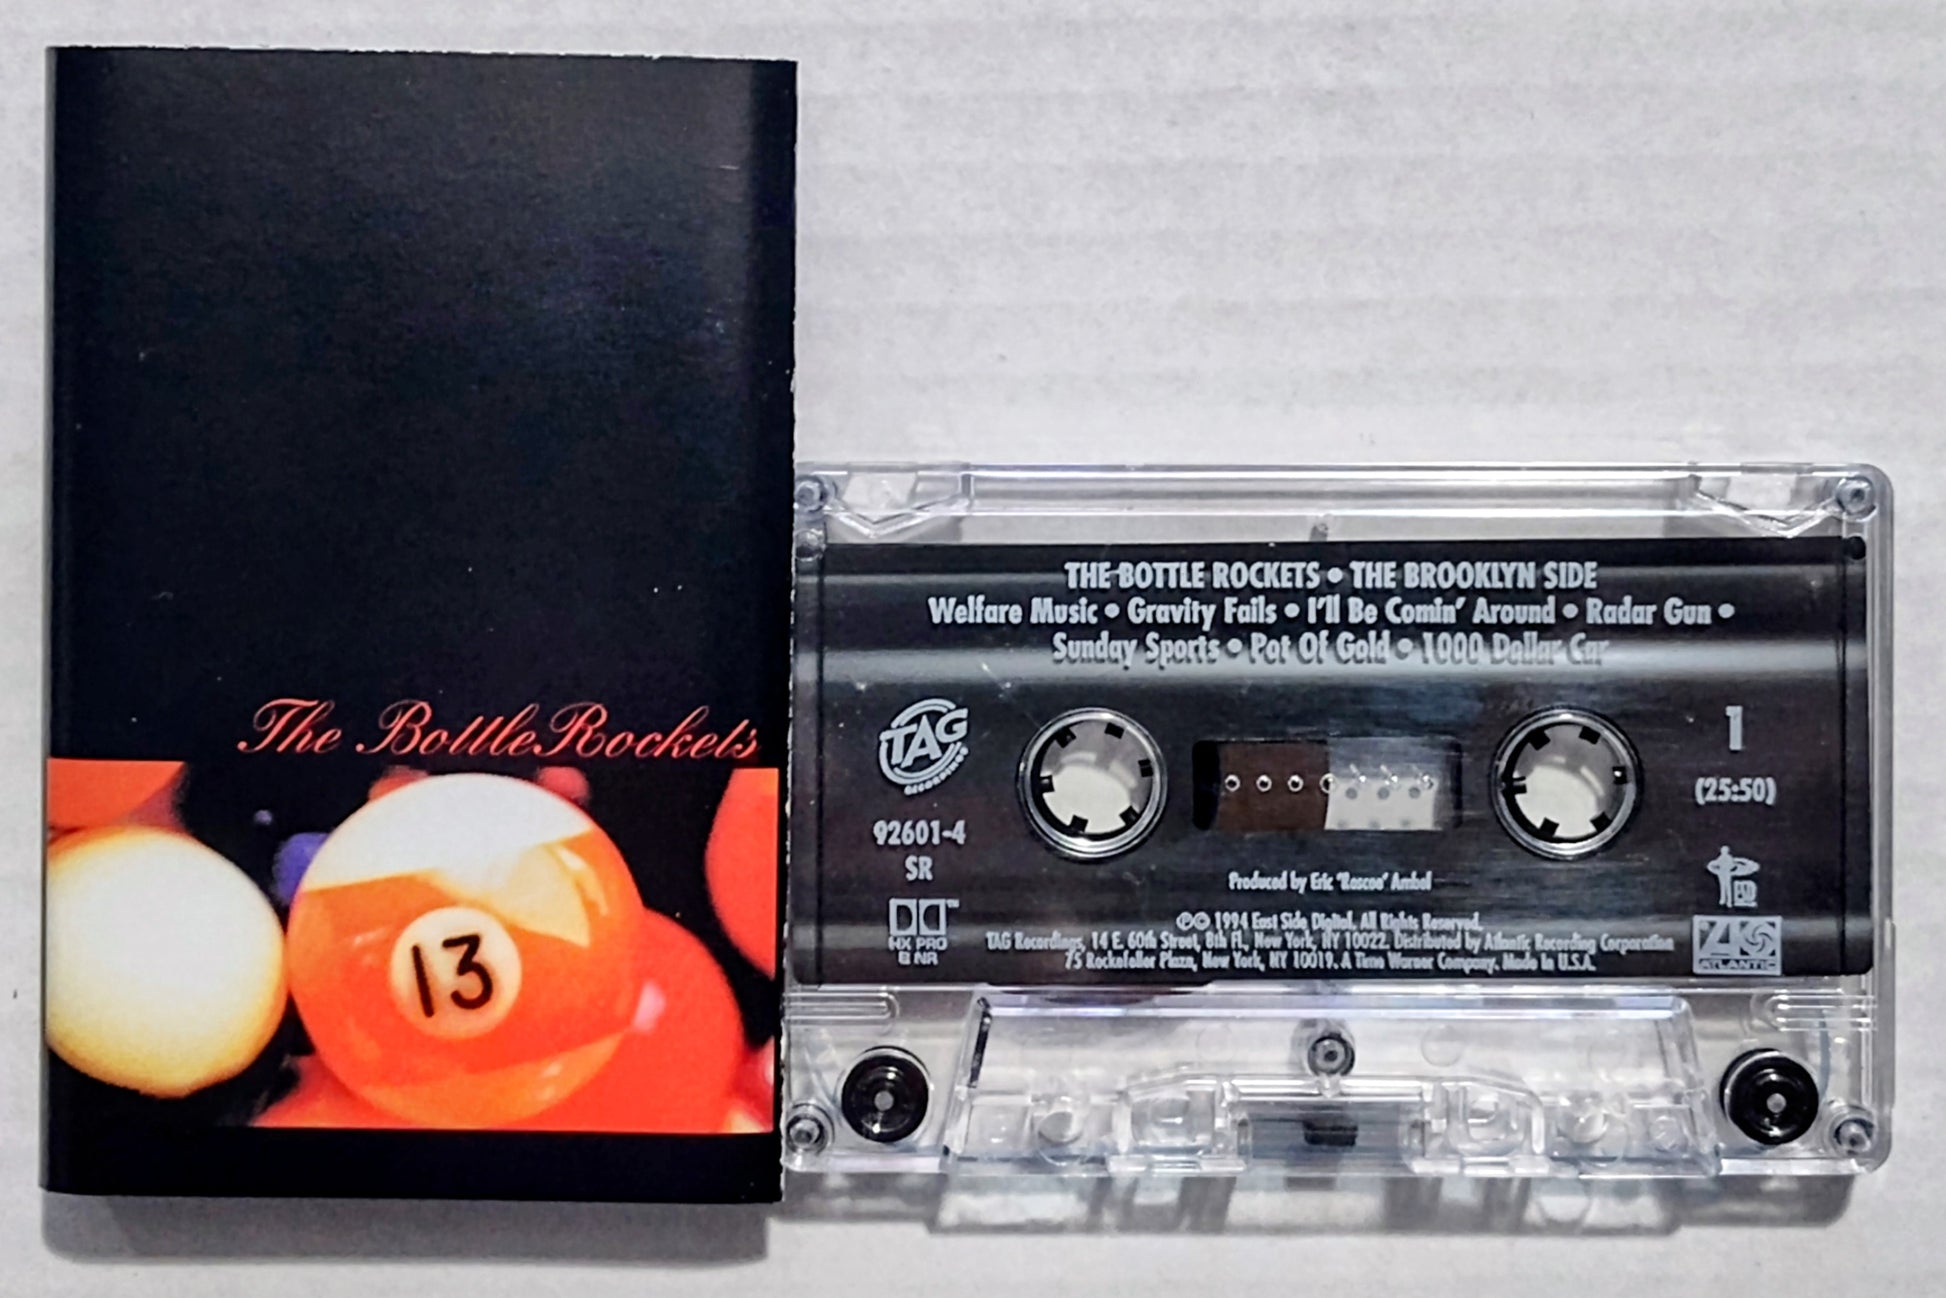 The BottleRockets
13
THE BOTTLE ROCKETS • THE BROOKLYN SIDE
Welfare Music • Gravity Fails • I'll Be Comin' Around • Radar Gun •
Sunday Sports • Pot Of Gold • 1000 Dollar Car
TAG
RECORDINGS
1
(25:50)
92601-4
SR
Produced by Eric "Roscoe" Ambel
HX PRO
B NR
℗© 1994 East Side Digital. All Rights Reserved.
TAG Recordings, 14 E. 60th Street, 8th Fl., New York, NY 10022. Distributed by Atlantic Recording Corporation
75 Rockefeller Plaza, New York, NY 10019. A Time Warner Company. Made In U.S.A.
ATLANTIC